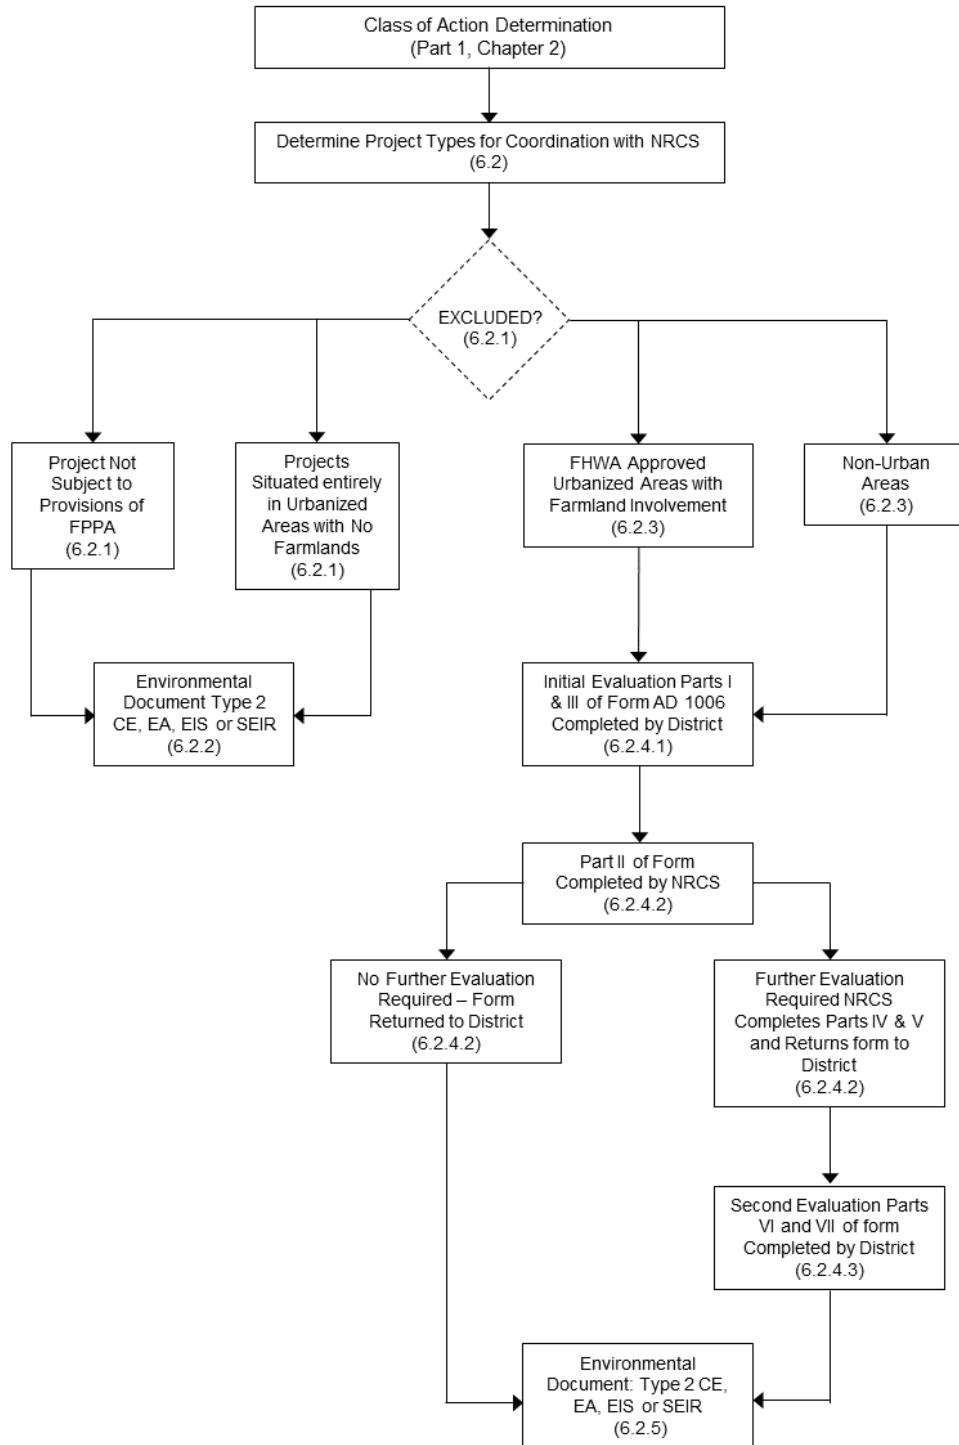 Class of Action Determination
(Part 1, Chapter 2)
Determine Project Types for Coordination with NRCS
(6.2)
EXCLUDED?
(6.2.1)
Project Not
Subject to
Provisions of
FPPA
(6.2.1)
Projects
Situated entirely
in Urbanized
Areas with No
Farmlands
(6.2.1)
FHWA Approved
Urbanized Areas with
Farmland Involvement
(6.2.3)
Non-Urban
Areas
(6.2.3)
Environmental
Document Type 2
CE, EA, EIS or SEIR
(6.2.2)
Initial Evaluation Parts I
& III of Form AD 1006
Completed by District
(6.2.4.1)
Part II of Form
Completed by NRCS
(6.2.4.2)
No Further Evaluation
Required – Form
Returned to District
(6.2.4.2)
Further Evaluation
Required NRCS
Completes Parts IV & V
and Returns form to
District
(6.2.4.2)
Second Evaluation Parts
VI and VII of form
Completed by District
(6.2.4.3)
Environmental
Document: Type 2 CE,
EA, EIS or SEIR
(6.2.5)